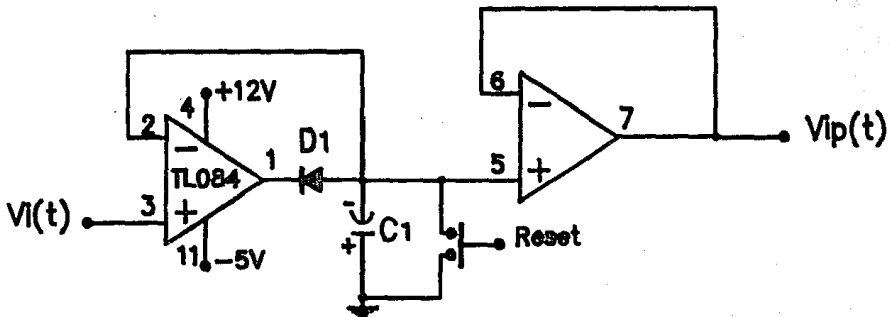 +12V
4
6
−
2
−
D1
7
1
Vip(t)
TL084
5
+
3
+
Vi(t)
-
C1
Reset
+
11
-5V